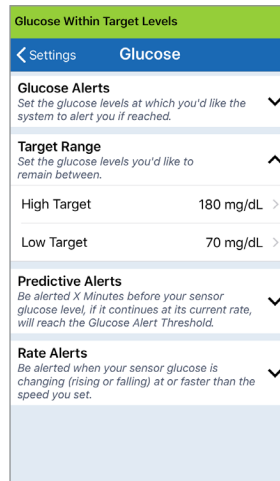 Glucose Within Target Levels
Settings
Glucose
Glucose Alerts
Set the glucose levels at which you'd like the
system to alert you if reached.
Target Range
Set the glucose levels you'd like to
remain between.
High Target 180 mg/dL
Low Target 70 mg/dL
Predictive Alerts
Be alerted X Minutes before your sensor
glucose level, if it continues at its current rate,
will reach the Glucose Alert Threshold.
Rate Alerts
Be alerted when your sensor glucose is
changing (rising or falling) at or faster than the
speed you set.